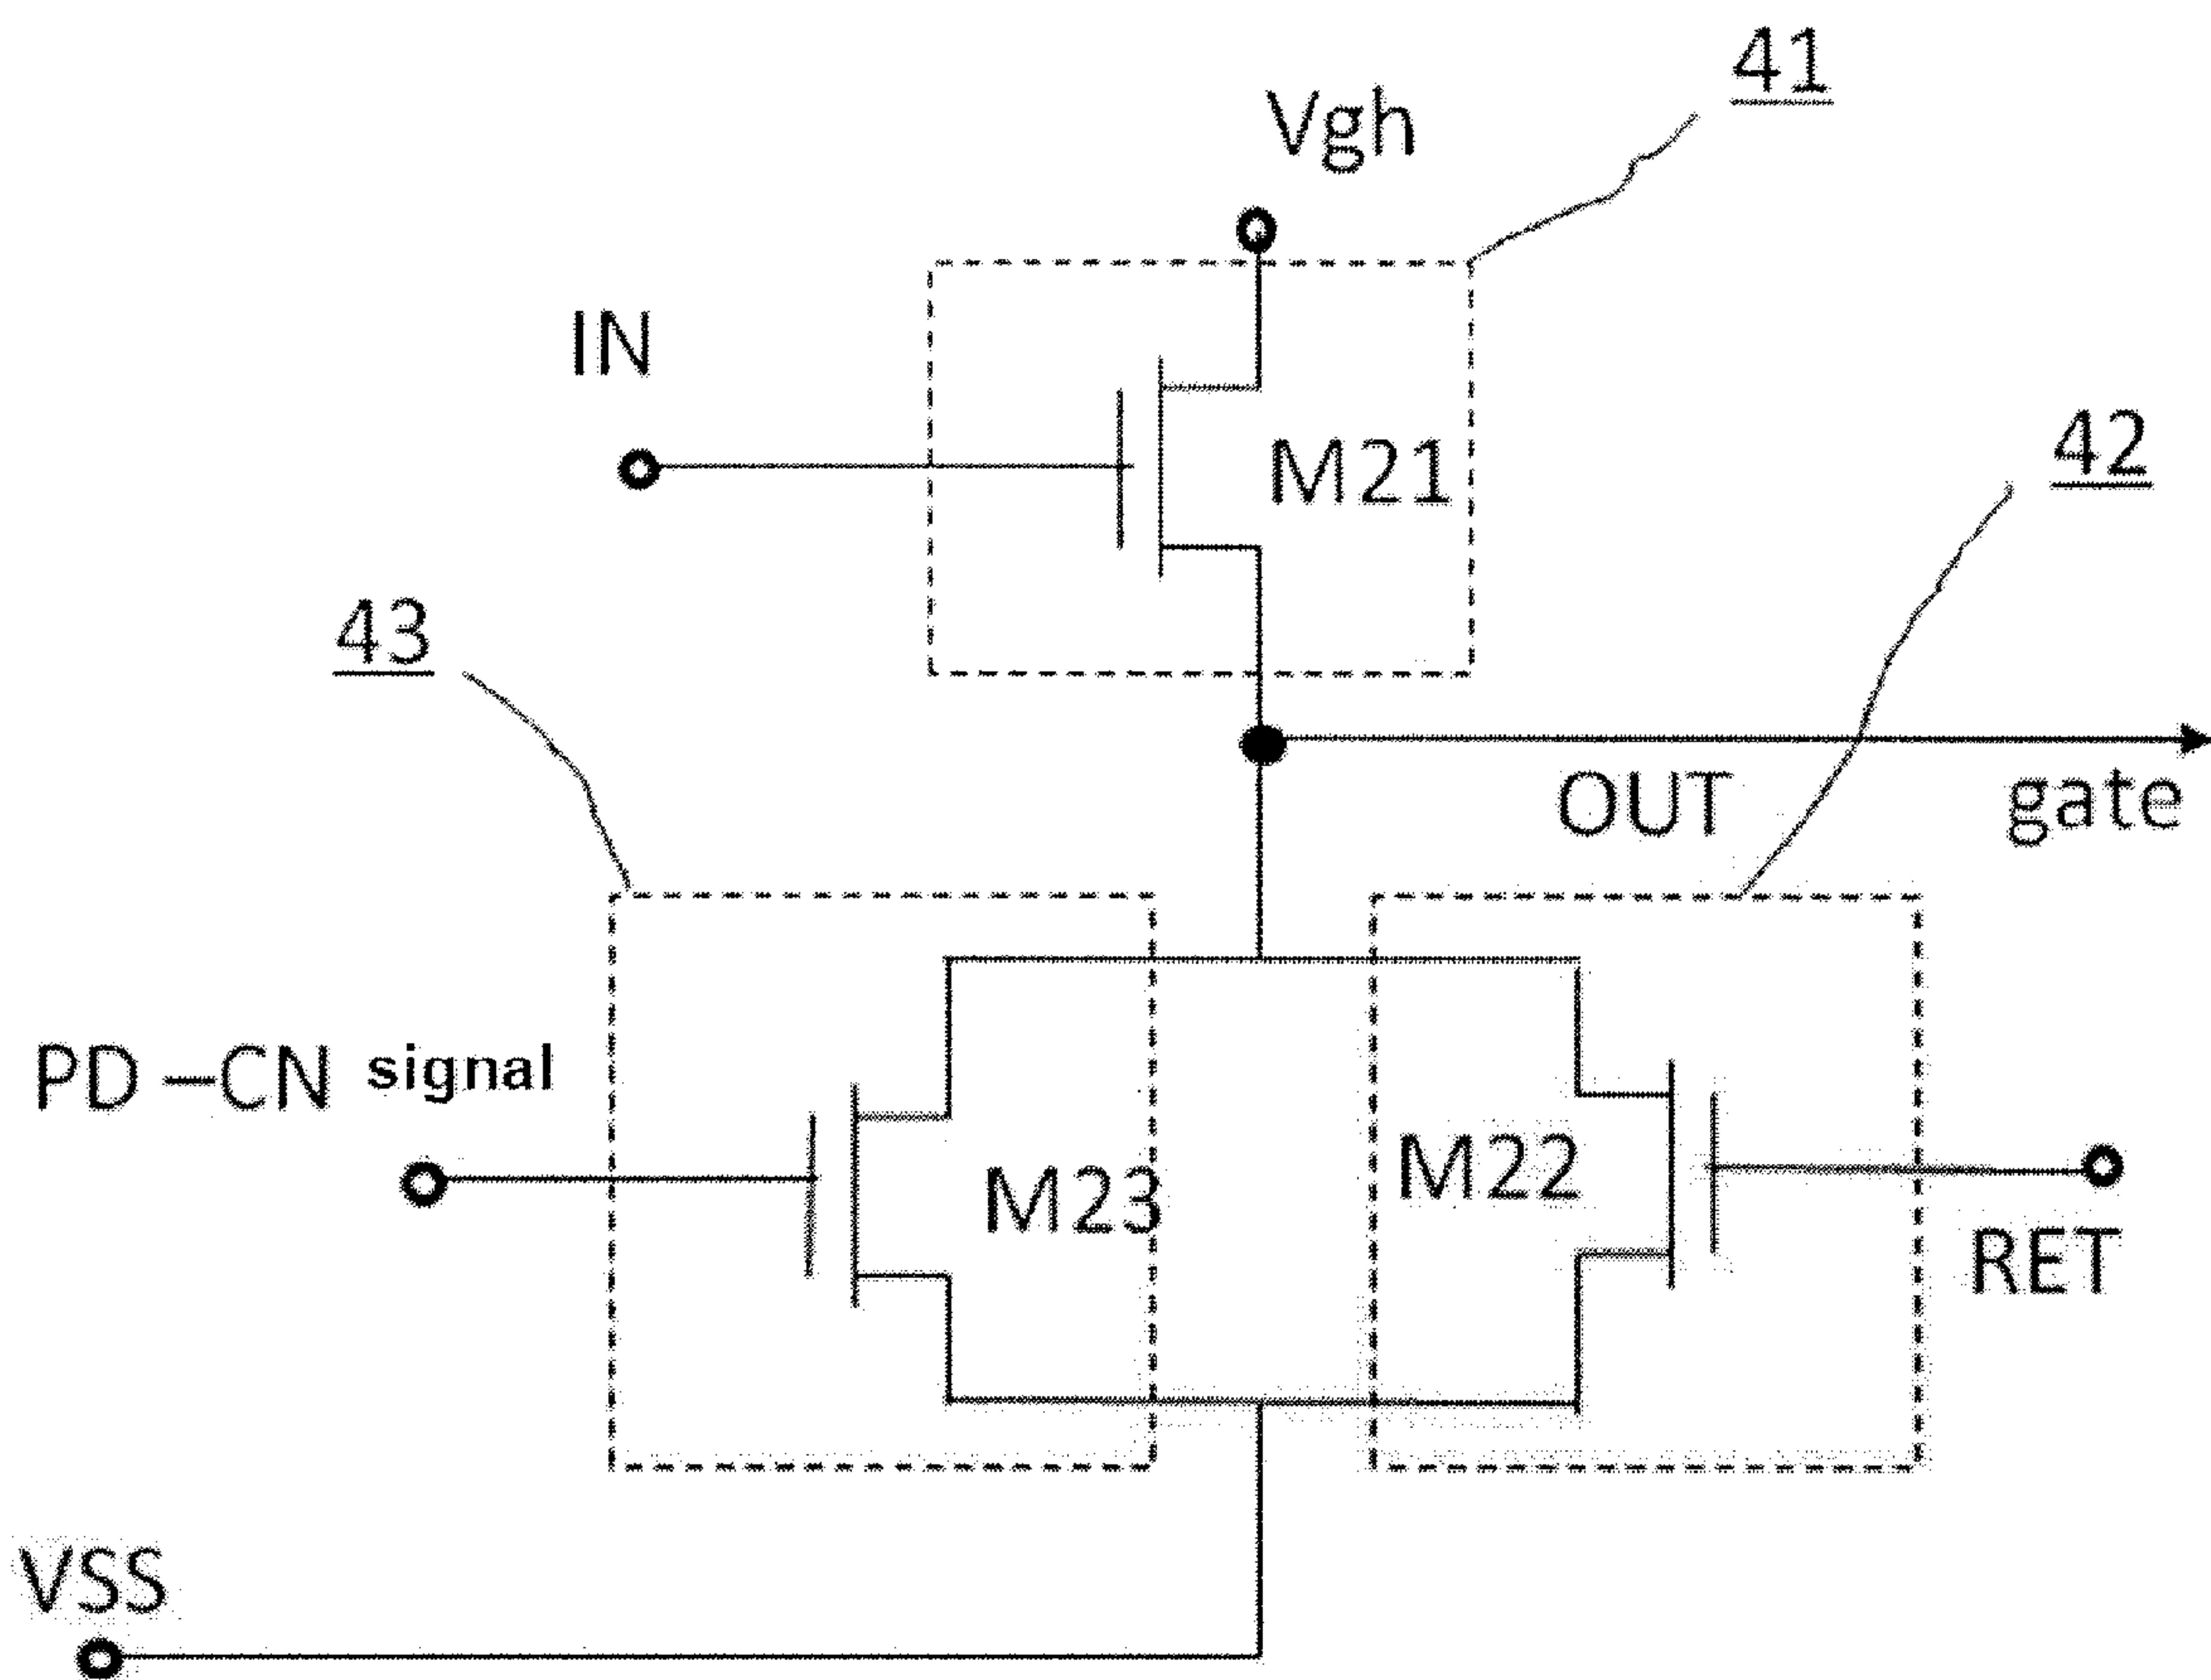 41
Vgh
IN
M21
42
43
OUT
gate
PD –CN signal
M23
M22
RET
VSS